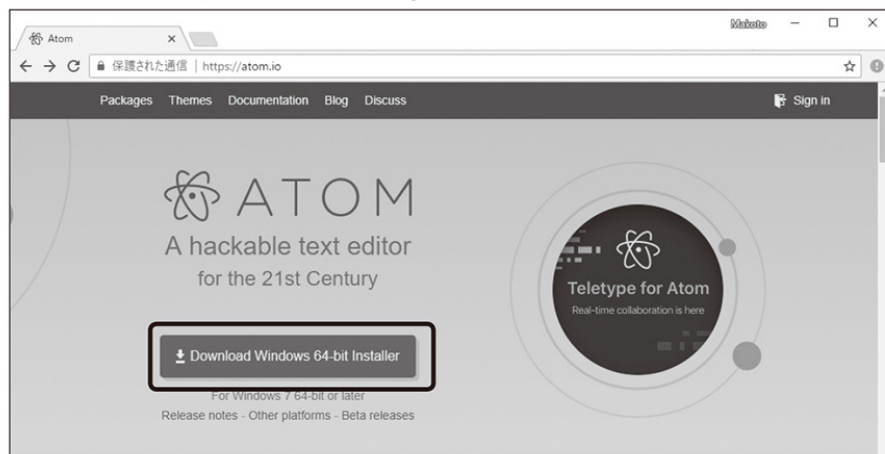 Atom
Makoto
保護された通信 | https://atom.io
Packages Themes Documentation Blog Discuss
Sign in
ATOM
A hackable text editor
for the 21st Century
Download Windows 64-bit Installer
For Windows 7 64-bit or later
Release notes - Other platforms - Beta releases
Teletype for Atom
Real-time collaboration is here